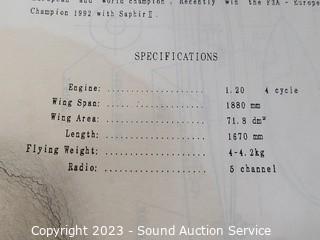 European and world champion. Recently win the F3A - Europe
Champion 1992 with Saphir II.
SPECIFICATIONS
Engine: ..................... 1.20 4 cycle
Wing Span: ..................... 1880 mm
Wing Area: ..................... 71.8 dm²
Length: ..................... 1670 mm
Flying Weight: ..................... 4-4.2kg
Radio: ..................... 5 channel
Copyright 2023 - Sound Auction Service